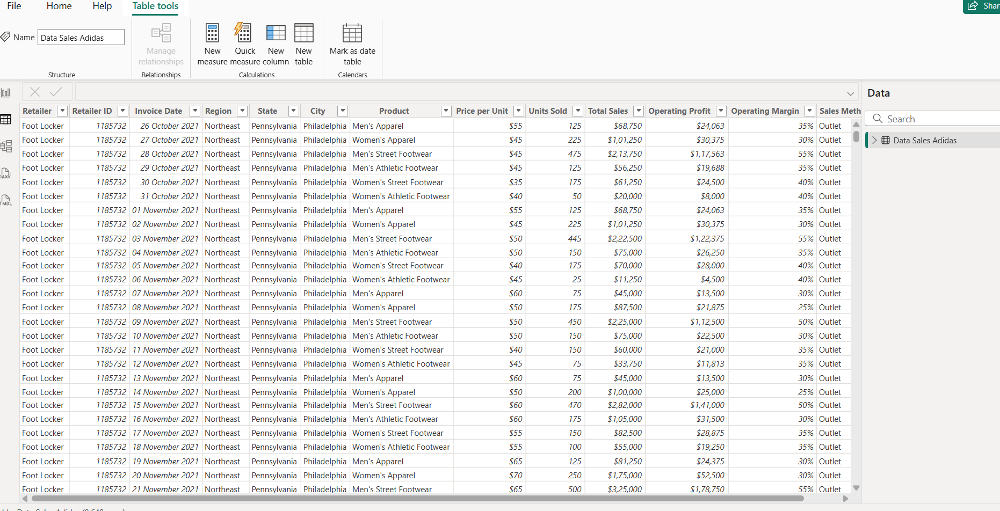 File Home Help Table tools
Shar
Name Data Sales Adidas
Manage relationships
New measure
Quick measure
New column
New table
Mark as date table
Structure Relationships Calculations Calendars
Data
Search
Data Sales Adidas
Retailer Retailer ID Invoice Date Region State City Product Price per Unit Units Sold Total Sales Operating Profit Operating Margin Sales Meth
Foot Locker 1185732 26 October 2021 Northeast Pennsylvania Philadelphia Men's Apparel $55 125 $68,750 $24,063 35% Outlet
Foot Locker 1185732 27 October 2021 Northeast Pennsylvania Philadelphia Women's Apparel $45 225 $1,01,250 $30,375 30% Outlet
Foot Locker 1185732 28 October 2021 Northeast Pennsylvania Philadelphia Men's Street Footwear $45 475 $2,13,750 $1,17,563 55% Outlet
Foot Locker 1185732 29 October 2021 Northeast Pennsylvania Philadelphia Men's Athletic Footwear $45 125 $56,250 $19,688 35% Outlet
Foot Locker 1185732 30 October 2021 Northeast Pennsylvania Philadelphia Women's Street Footwear $35 175 $61,250 $24,500 40% Outlet
Foot Locker 1185732 31 October 2021 Northeast Pennsylvania Philadelphia Women's Athletic Footwear $40 50 $20,000 $8,000 40% Outlet
Foot Locker 1185732 01 November 2021 Northeast Pennsylvania Philadelphia Men's Apparel $55 125 $68,750 $24,063 35% Outlet
Foot Locker 1185732 02 November 2021 Northeast Pennsylvania Philadelphia Women's Apparel $45 225 $1,01,250 $30,375 30% Outlet
Foot Locker 1185732 03 November 2021 Northeast Pennsylvania Philadelphia Men's Street Footwear $50 445 $2,22,500 $1,22,375 55% Outlet
Foot Locker 1185732 04 November 2021 Northeast Pennsylvania Philadelphia Men's Athletic Footwear $50 150 $75,000 $26,250 35% Outlet
Foot Locker 1185732 05 November 2021 Northeast Pennsylvania Philadelphia Women's Street Footwear $40 175 $70,000 $28,000 40% Outlet
Foot Locker 1185732 06 November 2021 Northeast Pennsylvania Philadelphia Women's Athletic Footwear $45 25 $11,250 $4,500 40% Outlet
Foot Locker 1185732 07 November 2021 Northeast Pennsylvania Philadelphia Men's Apparel $60 75 $45,000 $13,500 30% Outlet
Foot Locker 1185732 08 November 2021 Northeast Pennsylvania Philadelphia Women's Apparel $50 175 $87,500 $21,875 25% Outlet
Foot Locker 1185732 09 November 2021 Northeast Pennsylvania Philadelphia Men's Street Footwear $50 450 $2,25,000 $1,12,500 50% Outlet
Foot Locker 1185732 10 November 2021 Northeast Pennsylvania Philadelphia Men's Athletic Footwear $50 150 $75,000 $22,500 30% Outlet
Foot Locker 1185732 11 November 2021 Northeast Pennsylvania Philadelphia Women's Street Footwear $40 150 $60,000 $21,000 35% Outlet
Foot Locker 1185732 12 November 2021 Northeast Pennsylvania Philadelphia Women's Athletic Footwear $45 75 $33,750 $11,813 35% Outlet
Foot Locker 1185732 13 November 2021 Northeast Pennsylvania Philadelphia Men's Apparel $60 75 $45,000 $13,500 30% Outlet
Foot Locker 1185732 14 November 2021 Northeast Pennsylvania Philadelphia Women's Apparel $50 200 $1,00,000 $25,000 25% Outlet
Foot Locker 1185732 15 November 2021 Northeast Pennsylvania Philadelphia Men's Street Footwear $60 470 $2,82,000 $1,41,000 50% Outlet
Foot Locker 1185732 16 November 2021 Northeast Pennsylvania Philadelphia Men's Athletic Footwear $60 175 $1,05,000 $31,500 30% Outlet
Foot Locker 1185732 17 November 2021 Northeast Pennsylvania Philadelphia Women's Street Footwear $55 150 $82,500 $28,875 35% Outlet
Foot Locker 1185732 18 November 2021 Northeast Pennsylvania Philadelphia Women's Athletic Footwear $55 100 $55,000 $19,250 35% Outlet
Foot Locker 1185732 19 November 2021 Northeast Pennsylvania Philadelphia Men's Apparel $65 125 $81,250 $24,375 30% Outlet
Foot Locker 1185732 20 November 2021 Northeast Pennsylvania Philadelphia Women's Apparel $70 250 $1,75,000 $52,500 30% Outlet
Foot Locker 1185732 21 November 2021 Northeast Pennsylvania Philadelphia Men's Street Footwear $65 500 $3,25,000 $1,78,750 55% Outlet